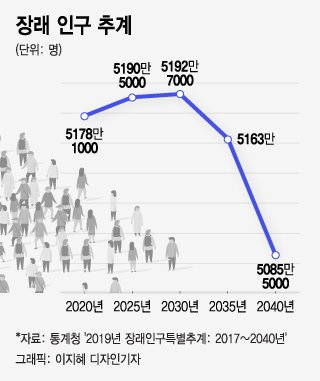 장래 인구 추계
(단위: 명)
5178만
1000
5190만
5000
5192만
7000
5163만
5085만
5000
2020년 2025년 2030년 2035년 2040년
*자료: 통계청 '2019년 장래인구특별추계: 2017~2040년'
그래픽: 이지혜 디자인기자